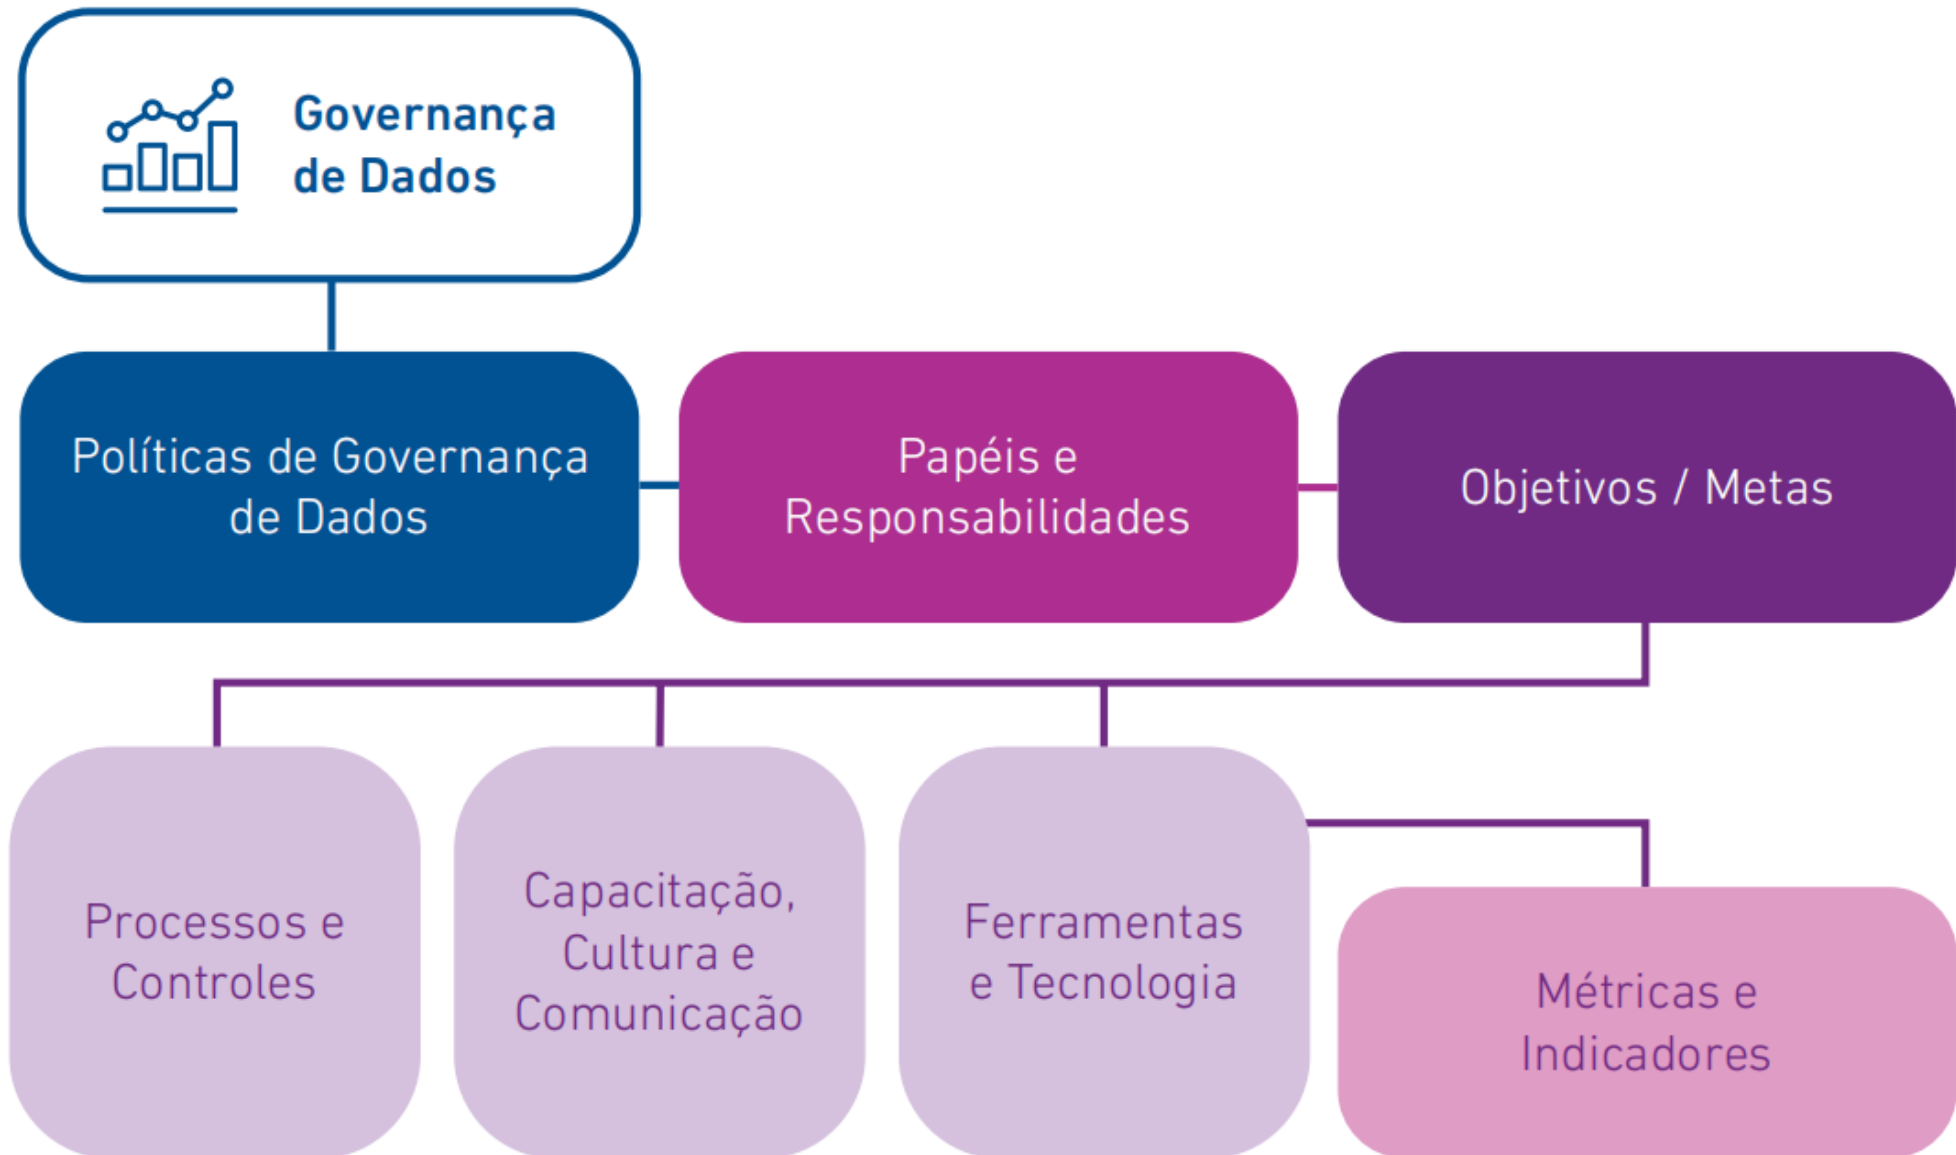 Governança
de Dados
Políticas de Governança
de Dados
Papéis e
Responsabilidades
Objetivos / Metas
Processos e
Controles
Capacitação,
Cultura e
Comunicação
Ferramentas
e Tecnologia
Métricas e
Indicadores